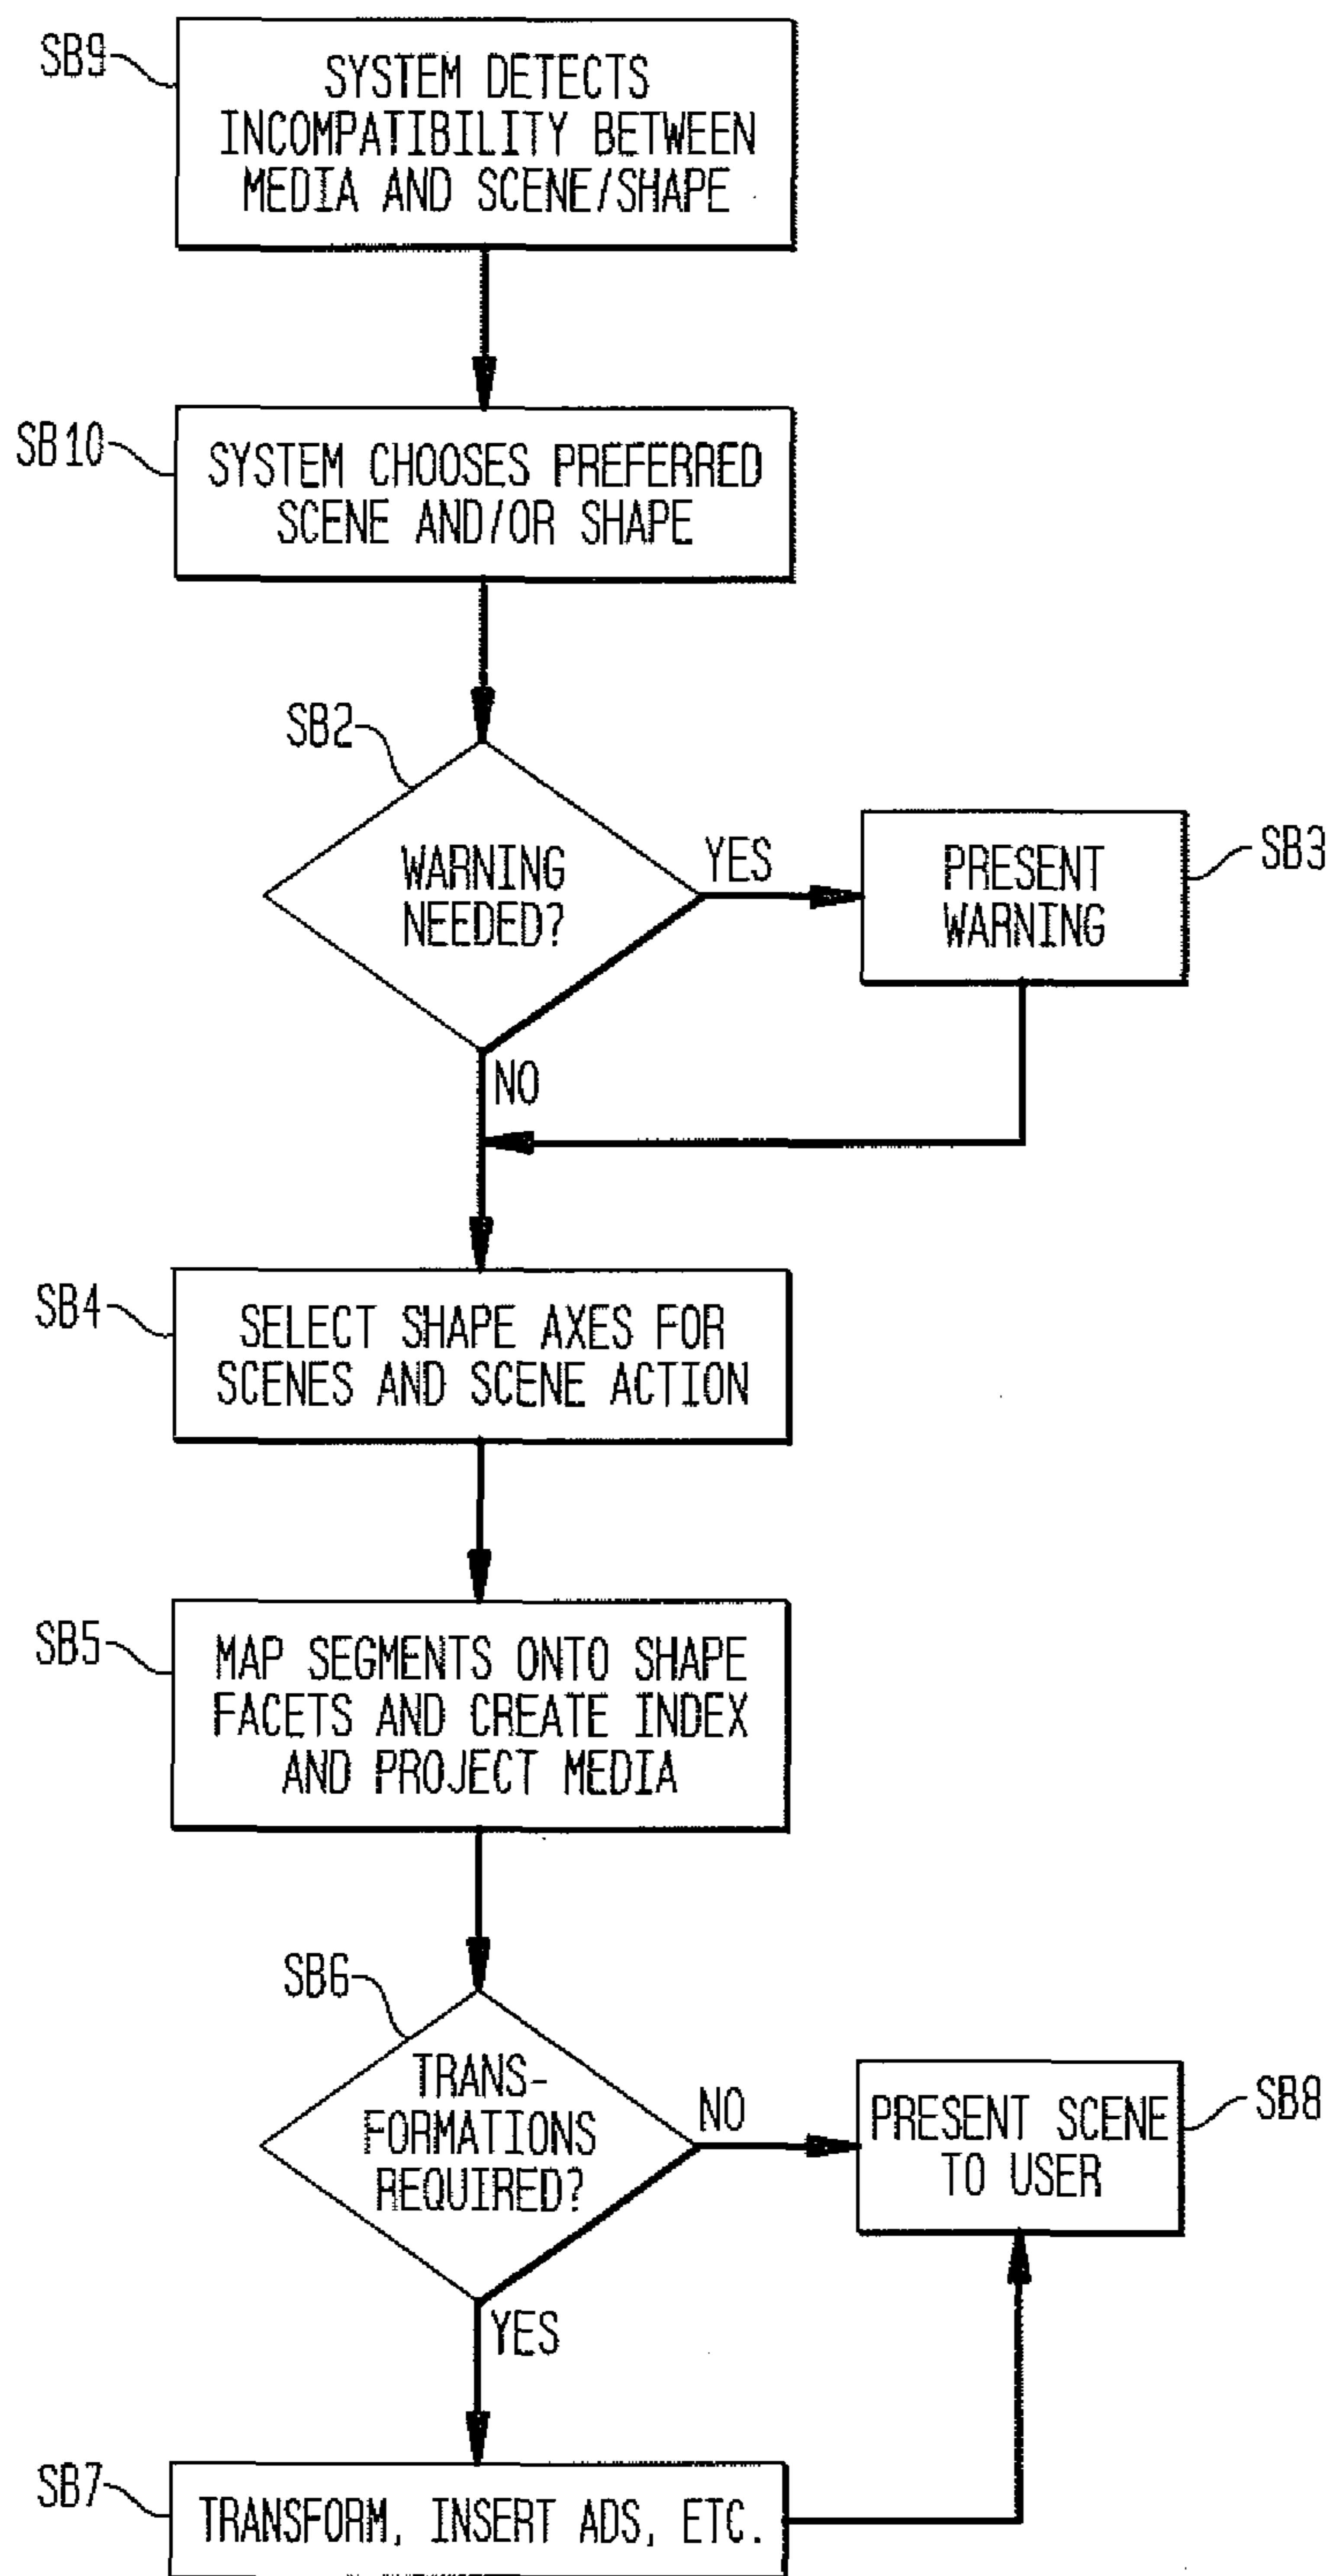 SB9
SYSTEM DETECTS
INCOMPATIBILITY BETWEEN
MEDIA AND SCENE/SHAPE
SB10
SYSTEM CHOOSES PREFERRED
SCENE AND/OR SHAPE
SB2
WARNING
NEEDED?
YES
PRESENT
WARNING
SB3
NO
SB4
SELECT SHAPE AXES FOR
SCENES AND SCENE ACTION
SB5
MAP SEGMENTS ONTO SHAPE
FACETS AND CREATE INDEX
AND PROJECT MEDIA
SB6
TRANS-
FORMATIONS
REQUIRED?
NO
PRESENT SCENE
TO USER
SB8
YES
SB7
TRANSFORM, INSERT ADS, ETC.